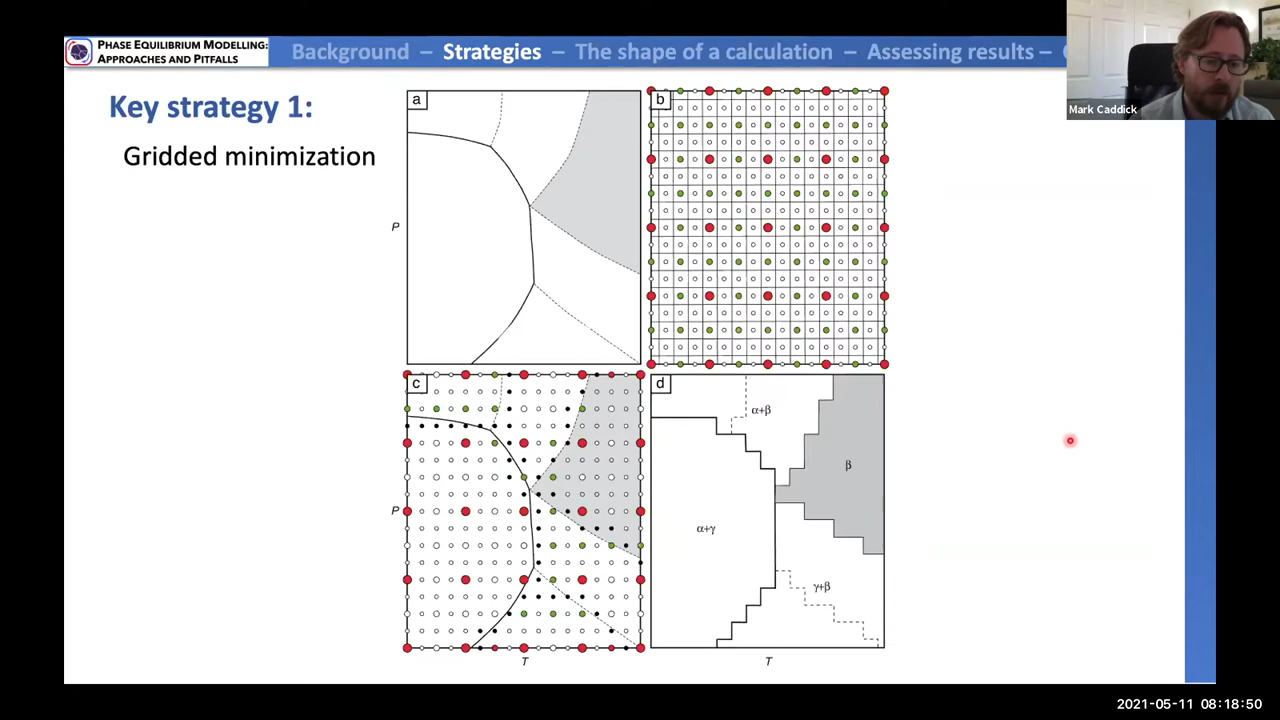 PHASE EQUILIBRIUM MODELLING:
APPROACHES AND PITFALLS
Background – Strategies – The shape of a calculation – Assessing results –
Mark Caddick
Key strategy 1:
Gridded minimization
a
b
P
c
d
α+β
β
P
α+γ
γ+β
T
T
2021-05-11 08:18:50